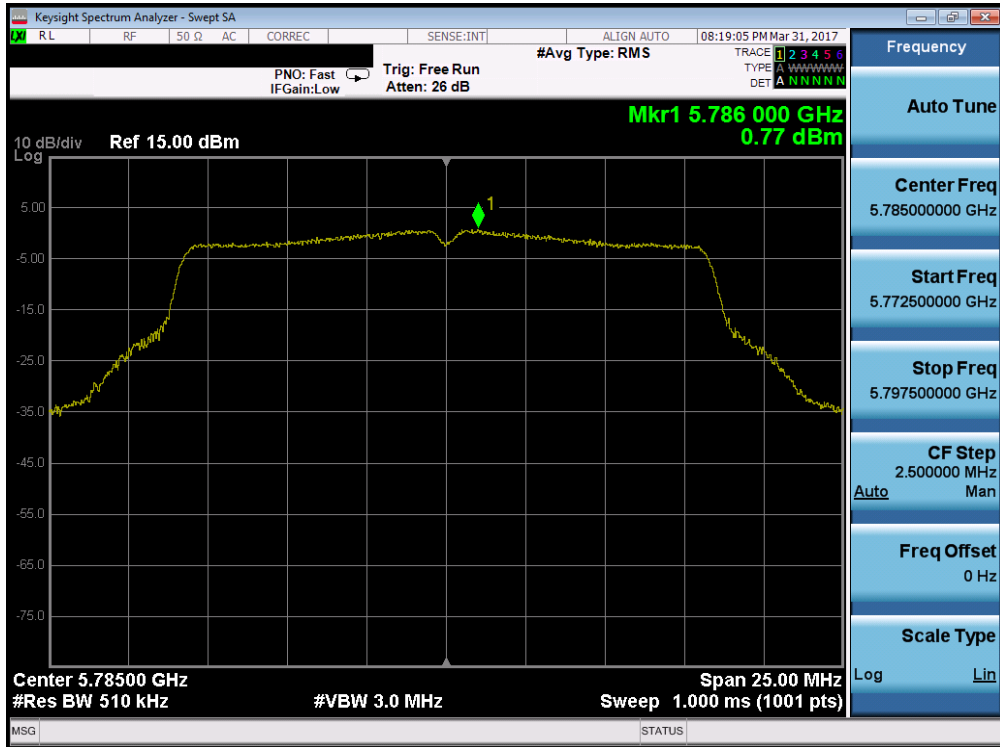 Keysight Spectrum Analyzer - Swept SA
LXI RL RF 50 Ω AC CORREC SENSE:INT ALIGN AUTO 08:19:05 PM Mar 31, 2017
#Avg Type: RMS TRACE 1 2 3 4 5 6
PNO: Fast Trig: Free Run TYPE A WWWWW
IFGain:Low Atten: 26 dB DET A N N N N N
Mkr1 5.786 000 GHz
0.77 dBm
10 dB/div Ref 15.00 dBm
Log
1
5.00
-5.00
-15.0
-25.0
-35.0
-45.0
-55.0
-65.0
-75.0
Center 5.78500 GHz Span 25.00 MHz
#Res BW 510 kHz #VBW 3.0 MHz Sweep 1.000 ms (1001 pts)
MSG STATUS
Frequency
Auto Tune
Center Freq
5.785000000 GHz
Start Freq
5.772500000 GHz
Stop Freq
5.797500000 GHz
CF Step
2.500000 MHz
Auto Man
Freq Offset
0 Hz
Scale Type
Log Lin